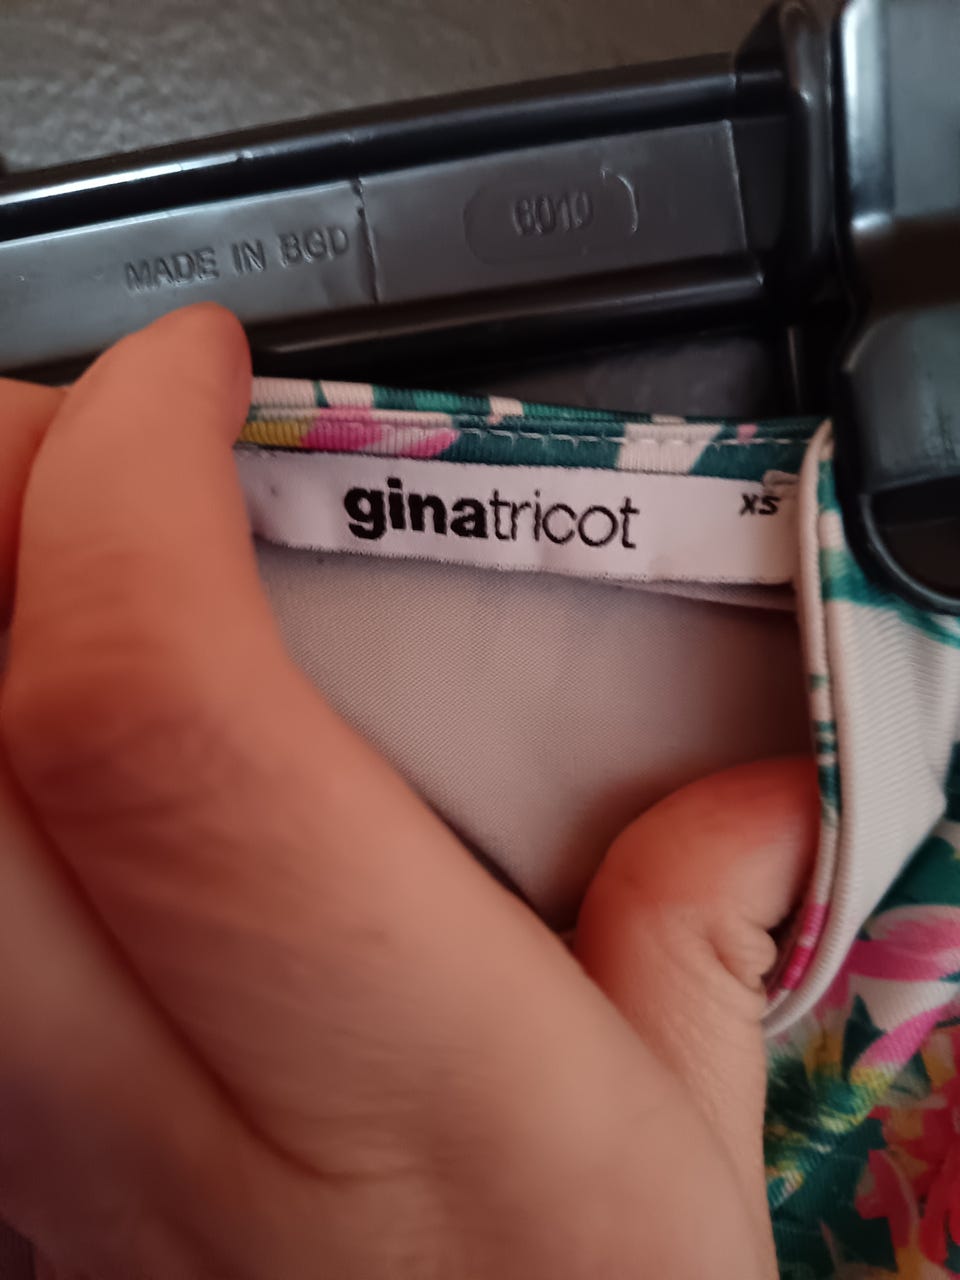 MADE IN BGD
6010
ginatricot
XS